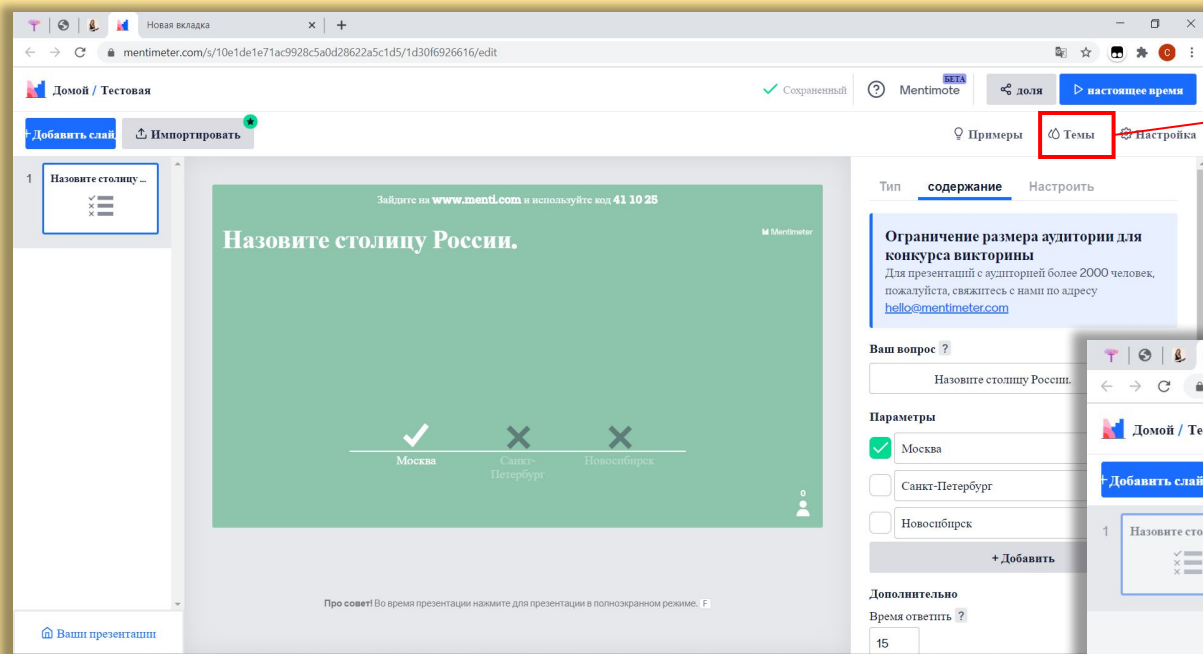 Новая вкладка
mentimeter.com/s/10e1de1e71ac9928c5a0d28622a5c1d5/1d30f6926616/edit
Домой / Тестовая
Сохраненный
Mentimote
БЕТА
доля
настоящее время
+Добавить слай
Импортировать
Примеры
Темы
Настройка
1
Назовите столицу ...
Зайдите на www.menti.com и используйте код 41 10 25
Назовите столицу России.
Mentimeter
Москва
Санкт-
Петербург
Новосибирск
0
Про совет! Во время презентации нажмите для презентации в полноэкранном режиме. F
Ваши презентации
Тип
содержание
Настроить
Ограничение размера аудитории для
конкурса викторины
Для презентаций с аудиторией более 2000 человек,
пожалуйста, свяжитесь с нами по адресу
hello@mentimeter.com
Ваш вопрос ?
Назовите столицу России.
Параметры
Москва
Санкт-Петербург
Новосибирск
+ Добавить
Дополнительно
Время ответить ?
15
Домой / Те
+Добавить слай
1
Назовите сто